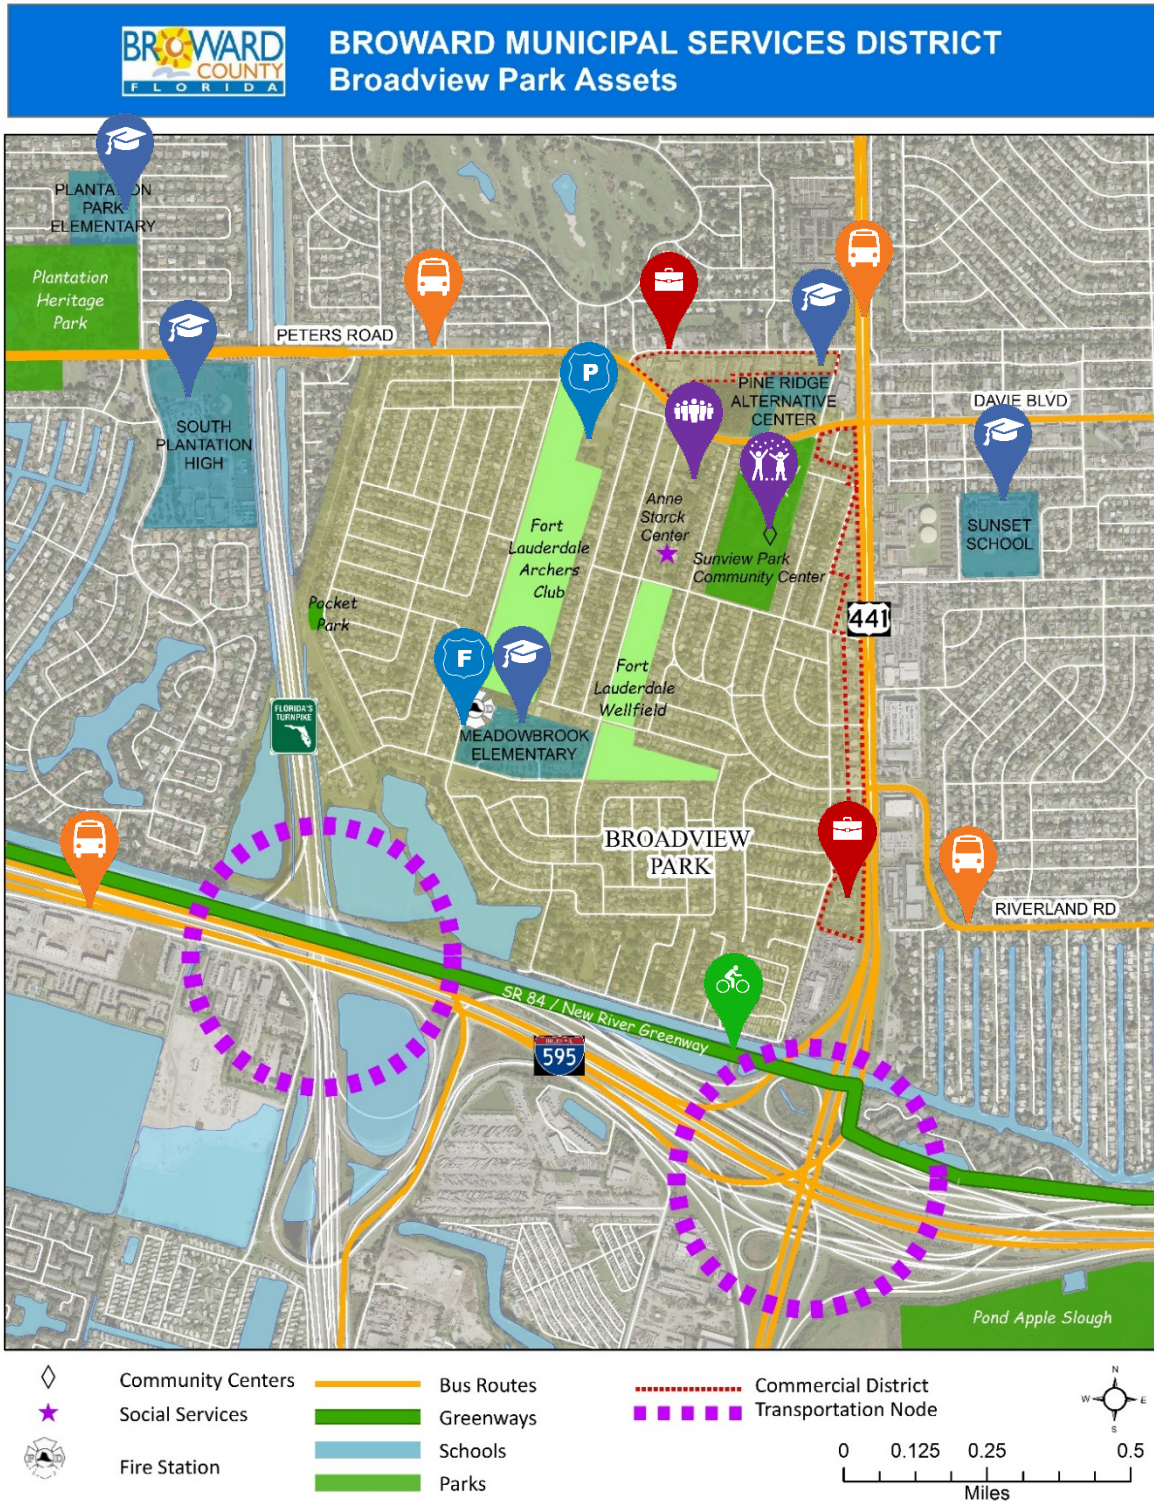 BROWARD
COUNTY
FLORIDA
BROWARD MUNICIPAL SERVICES DISTRICT
Broadview Park Assets
PLANTATION
PARK
ELEMENTARY
Plantation
Heritage
Park
PETERS ROAD
P
PINE RIDGE
ALTERNATIVE
CENTER
DAVIE BLVD
SOUTH
PLANTATION
HIGH
Anne
Storck
Center
Fort
Lauderdale
Archers
Club
SUNSET
SCHOOL
Sunview Park
Community Center
Pocket
Park
441
F
Fort
Lauderdale
Wellfield
FLORIDA'S
TURNPIKE
MEADOWBROOK
ELEMENTARY
BROADVIEW
PARK
RIVERLAND RD
SR 84 / New River Greenway
595
Pond Apple Slough
Community Centers
Social Services
Fire Station
Bus Routes
Greenways
Schools
Parks
Commercial District
Transportation Node
N
W E
S
0 0.125 0.25 0.5
Miles